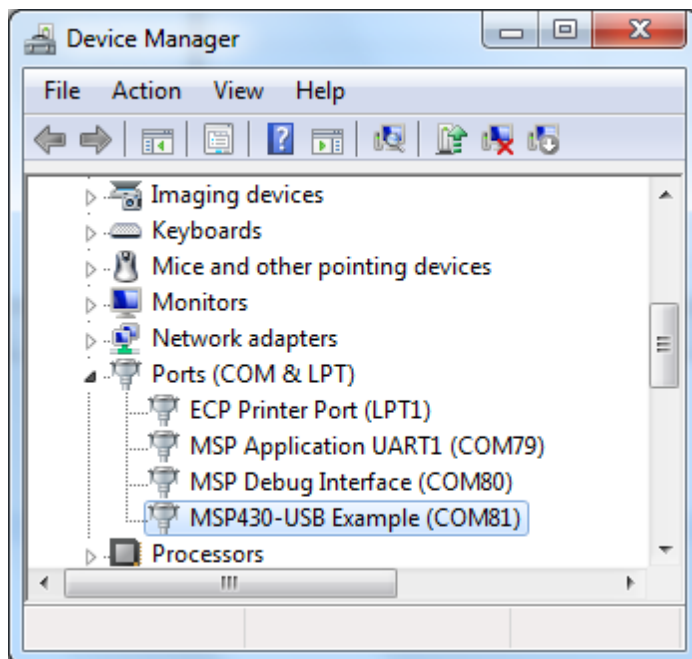 Device Manager
File Action View Help
Imaging devices
Keyboards
Mice and other pointing devices
Monitors
Network adapters
Ports (COM & LPT)
ECP Printer Port (LPT1)
MSP Application UART1 (COM79)
MSP Debug Interface (COM80)
MSP430-USB Example (COM81)
Processors